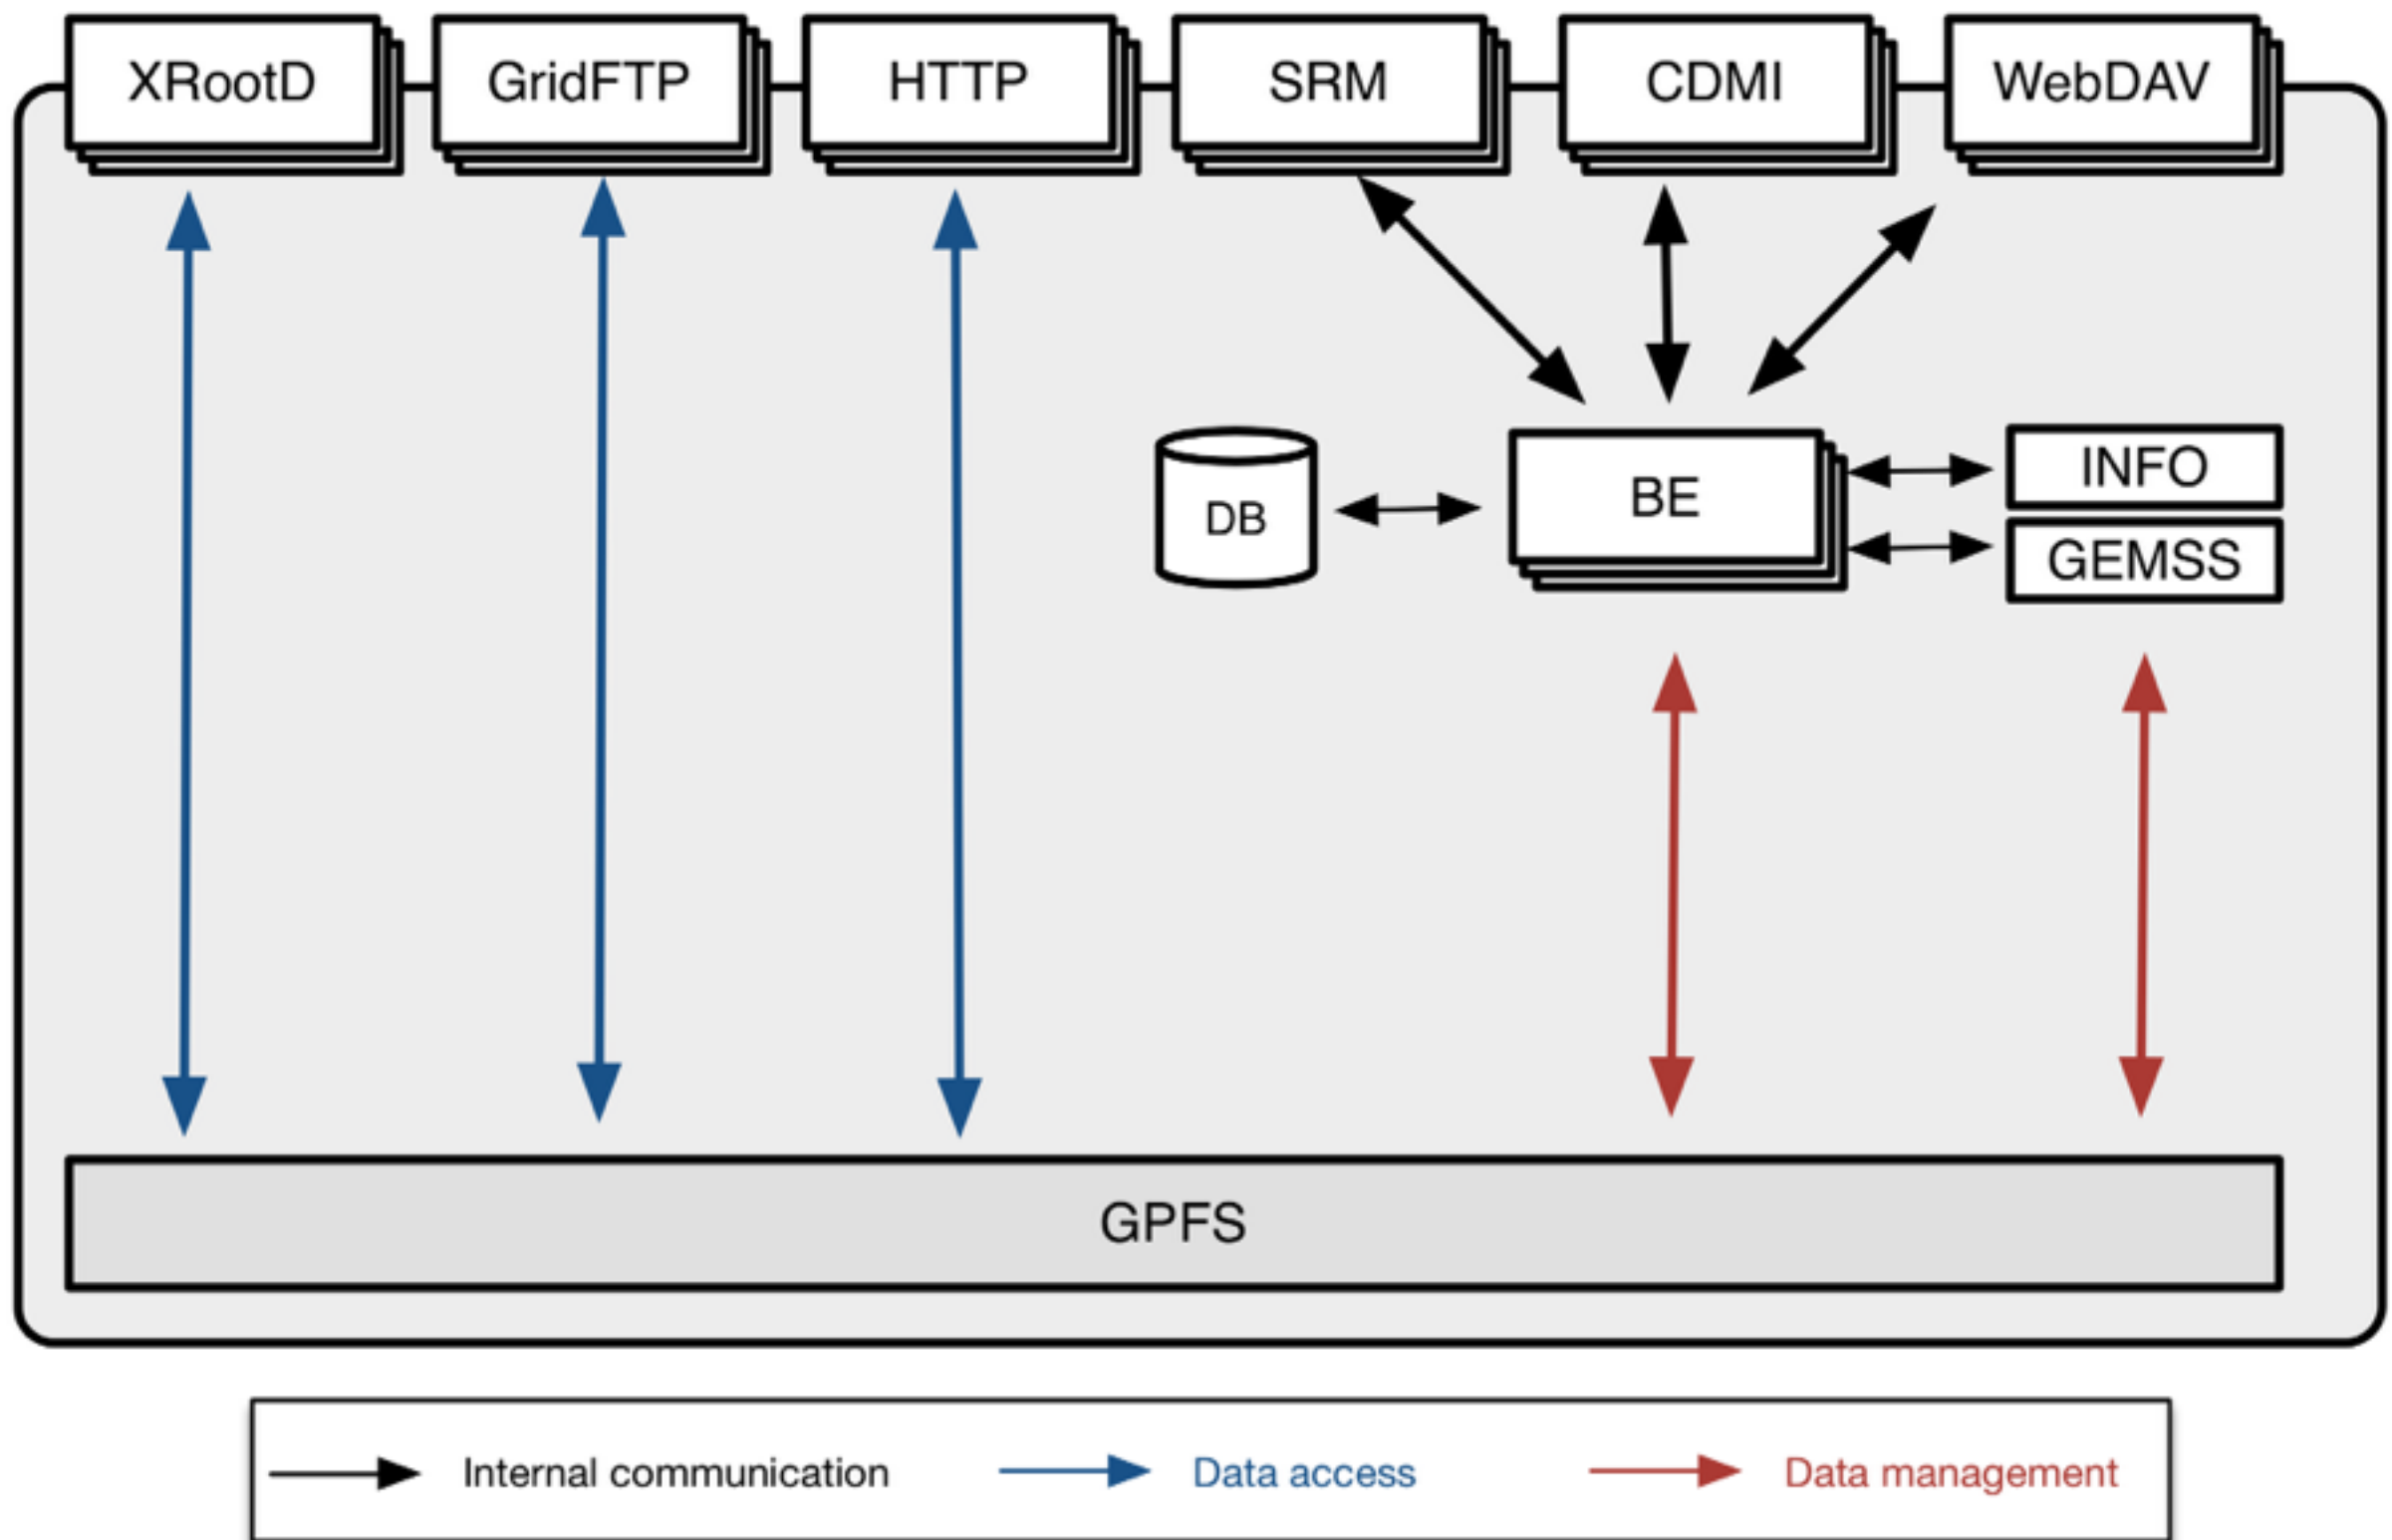 XRootD
GridFTP
HTTP
SRM
CDMI
WebDAV
DB
BE
INFO
GEMSS
GPFS
Internal communication
Data access
Data management